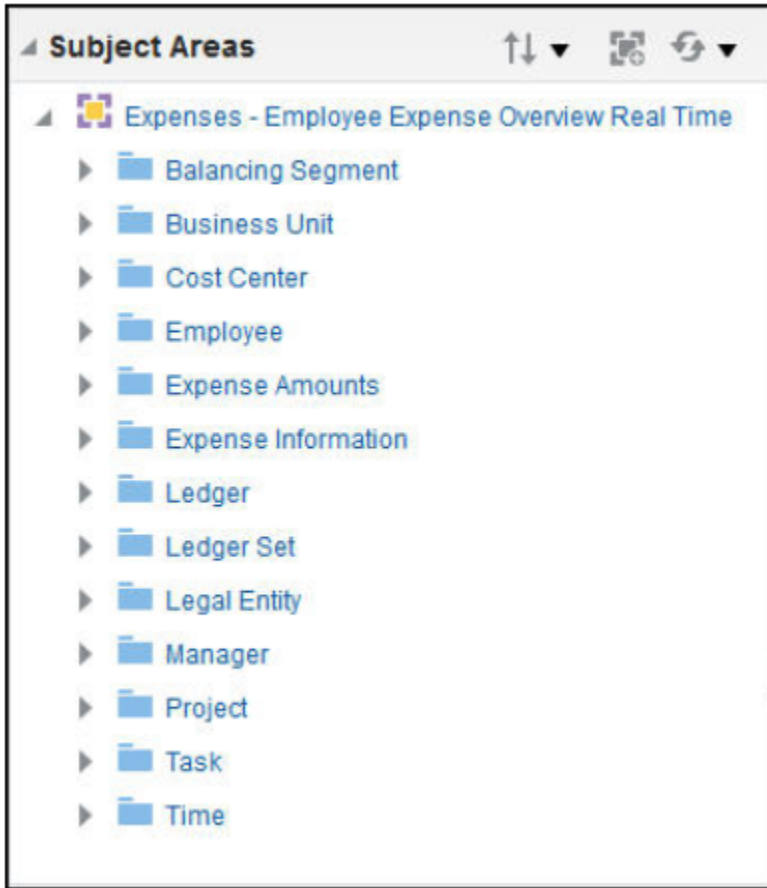 Subject Areas
Expenses - Employee Expense Overview Real Time
Balancing Segment
Business Unit
Cost Center
Employee
Expense Amounts
Expense Information
Ledger
Ledger Set
Legal Entity
Manager
Project
Task
Time